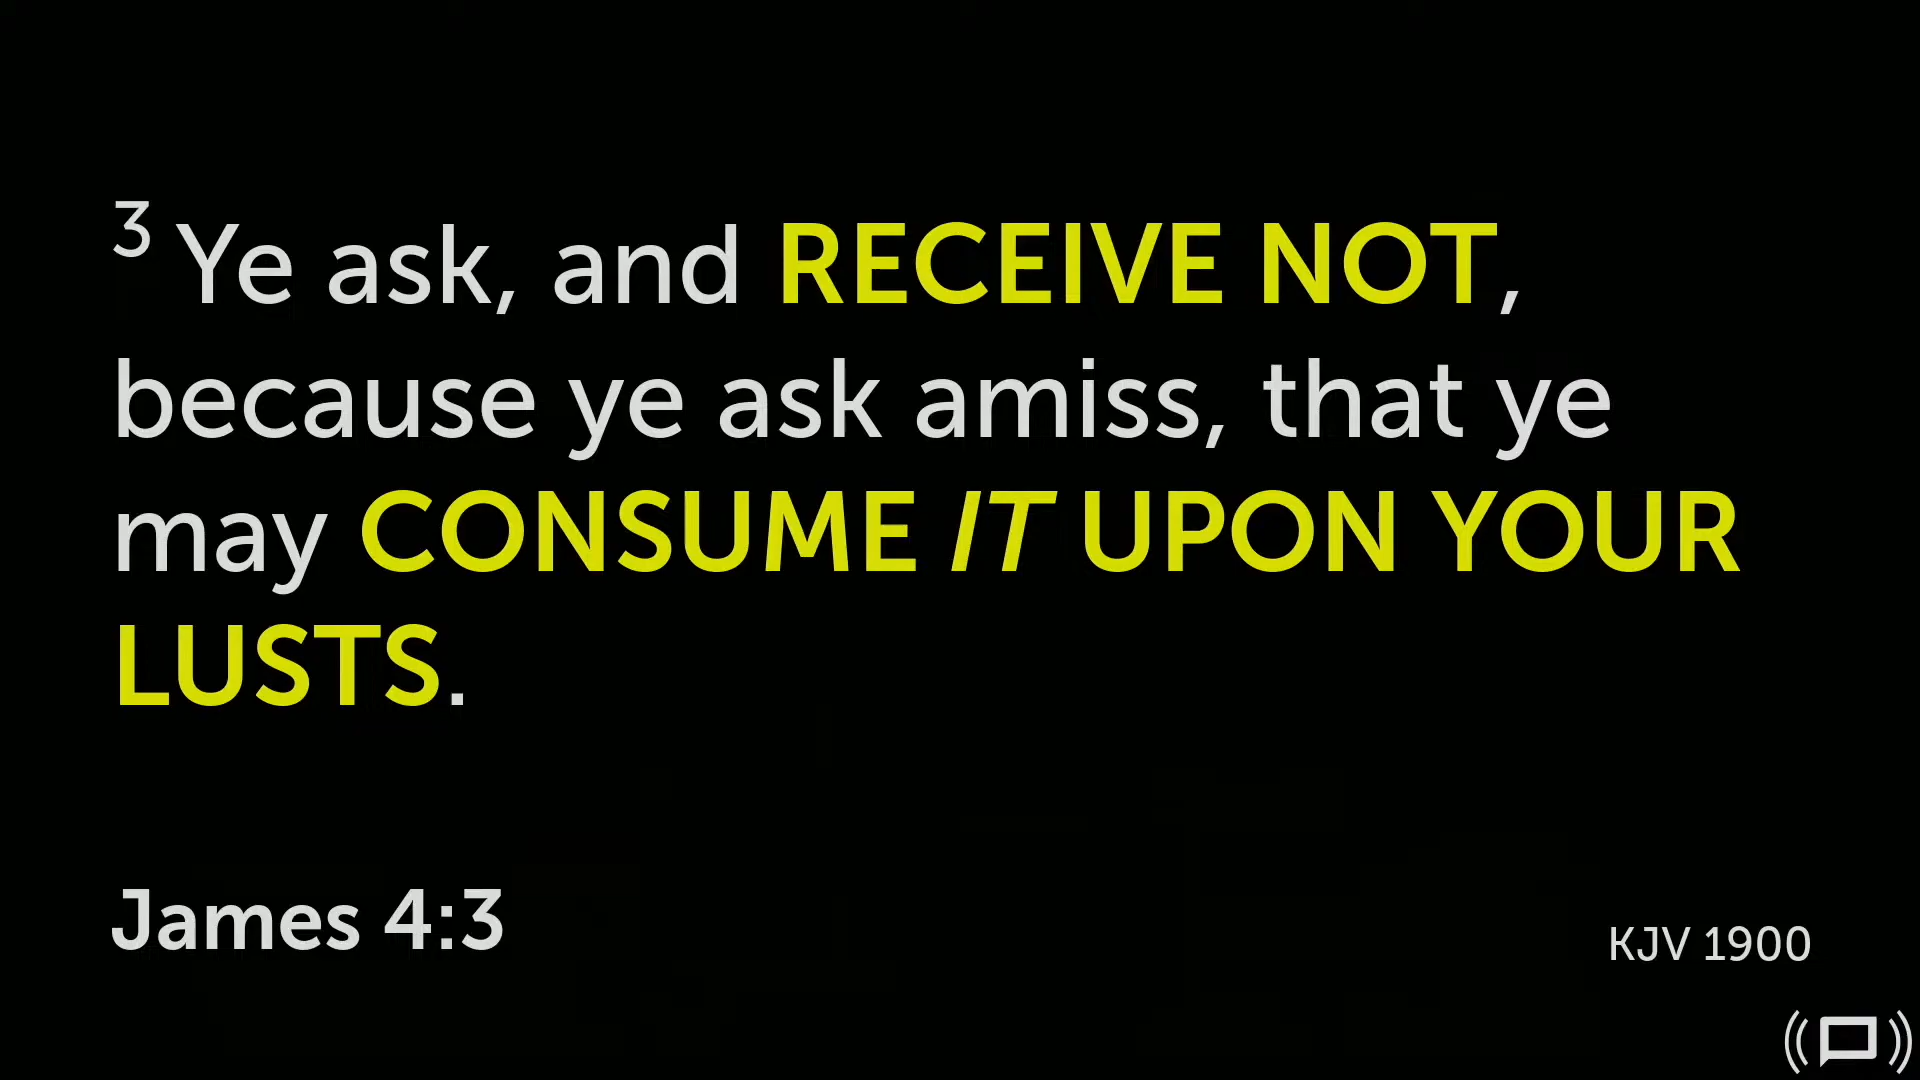 3 Ye ask, and RECEIVE NOT,
because ye ask amiss, that ye
may CONSUME IT UPON YOUR
LUSTS.
James 4:3
KJV 1900